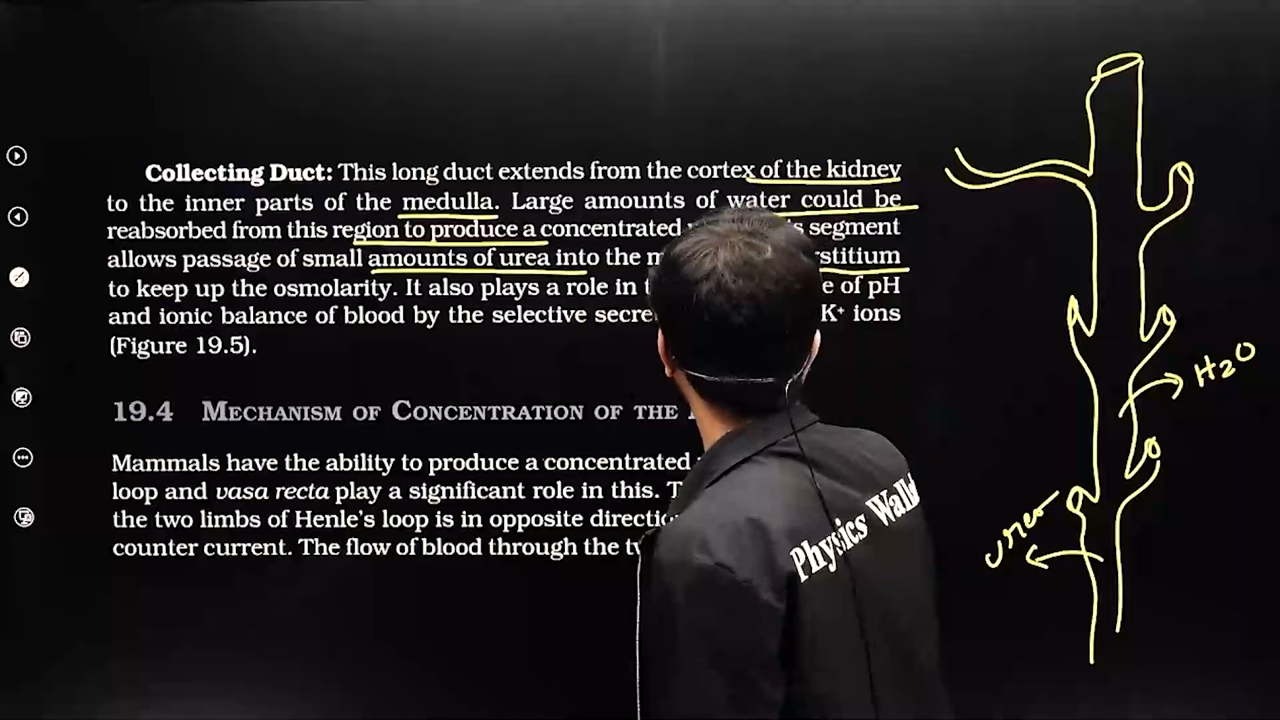 Collecting Duct: This long duct extends from the cortex of the kidney
to the inner parts of the medulla. Large amounts of water could be
reabsorbed from this region to produce a concentrated segment
allows passage of small amounts of urea into the
to keep up the osmolarity. It also plays a role in of pH
and ionic balance of blood by the selective K⁺ ions
(Figure 19.5).
19.4 MECHANISM OF CONCENTRATION OF THE
Mammals have the ability to produce a concentrated
loop and vasa recta play a significant role in this.
the two limbs of Henle's loop is in opposite
counter current. The flow of blood through the
H2O
urea
Physics Wallah